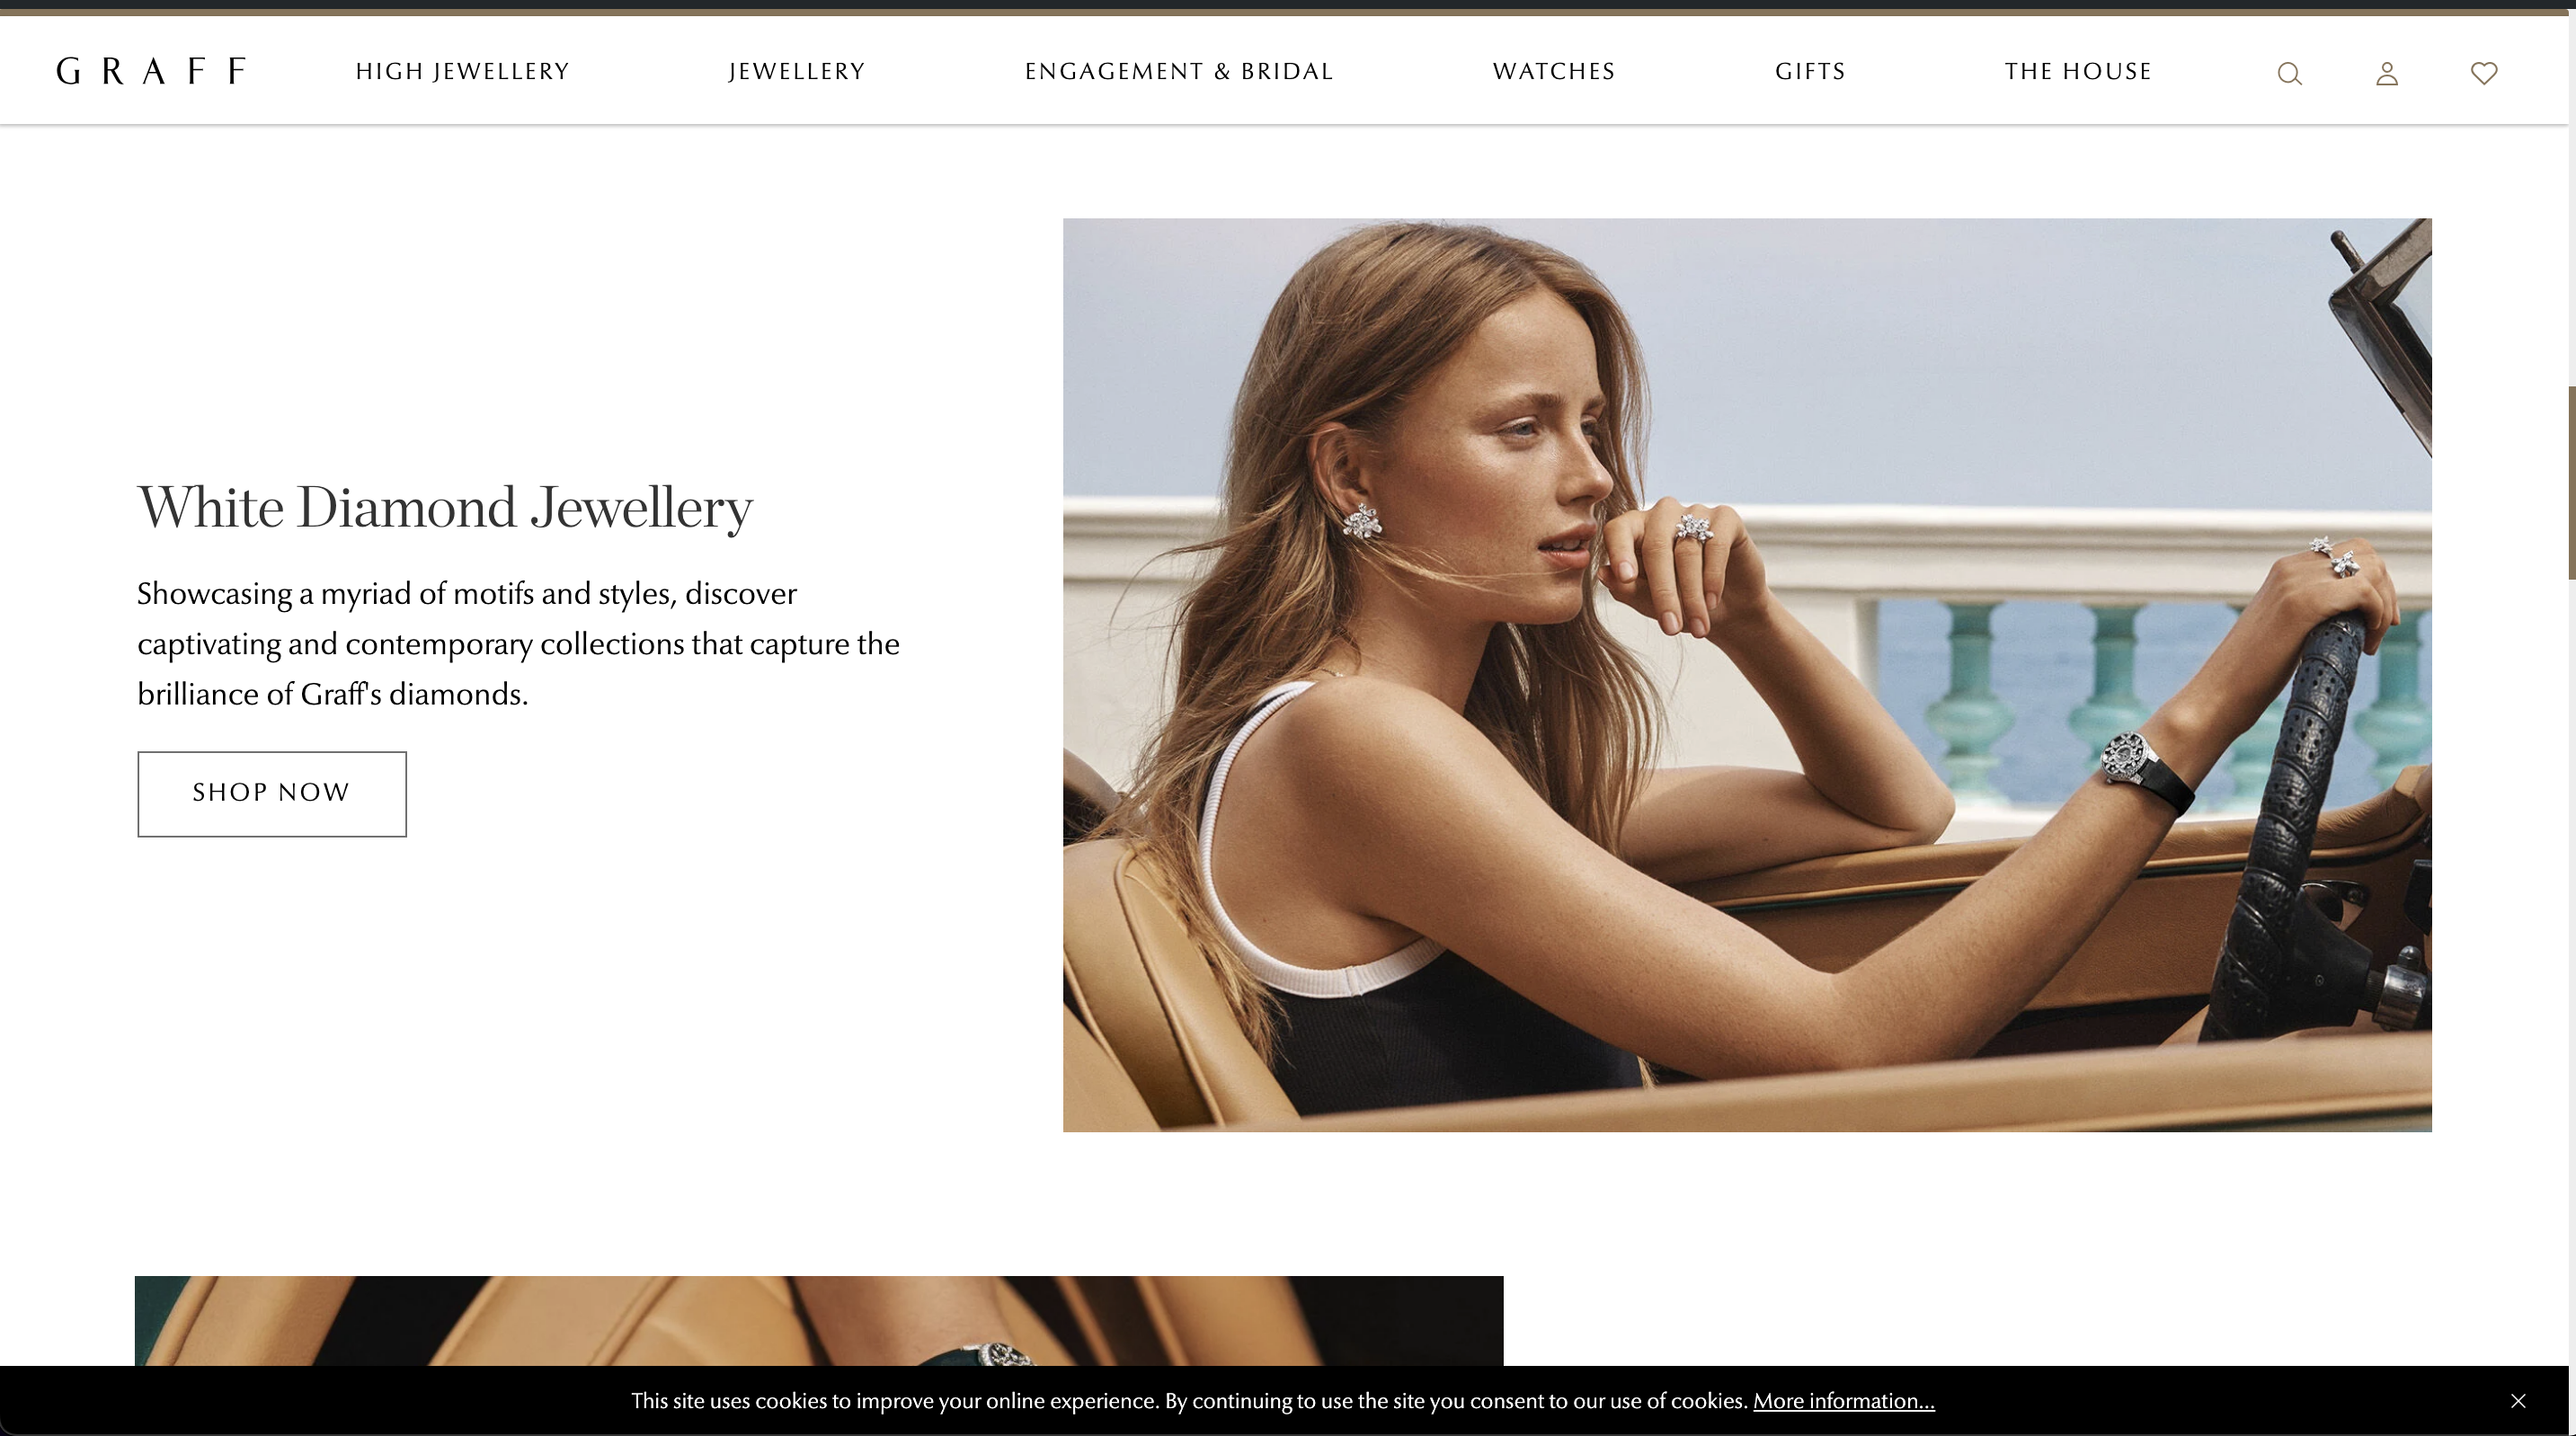 GRAFF
HIGH JEWELLERY
JEWELLERY
ENGAGEMENT & BRIDAL
WATCHES
GIFTS
THE HOUSE
White Diamond Jewellery
Showcasing a myriad of motifs and styles, discover
captivating and contemporary collections that capture the
brilliance of Graff's diamonds.
SHOP NOW
This site uses cookies to improve your online experience. By continuing to use the site you consent to our use of cookies. More information...